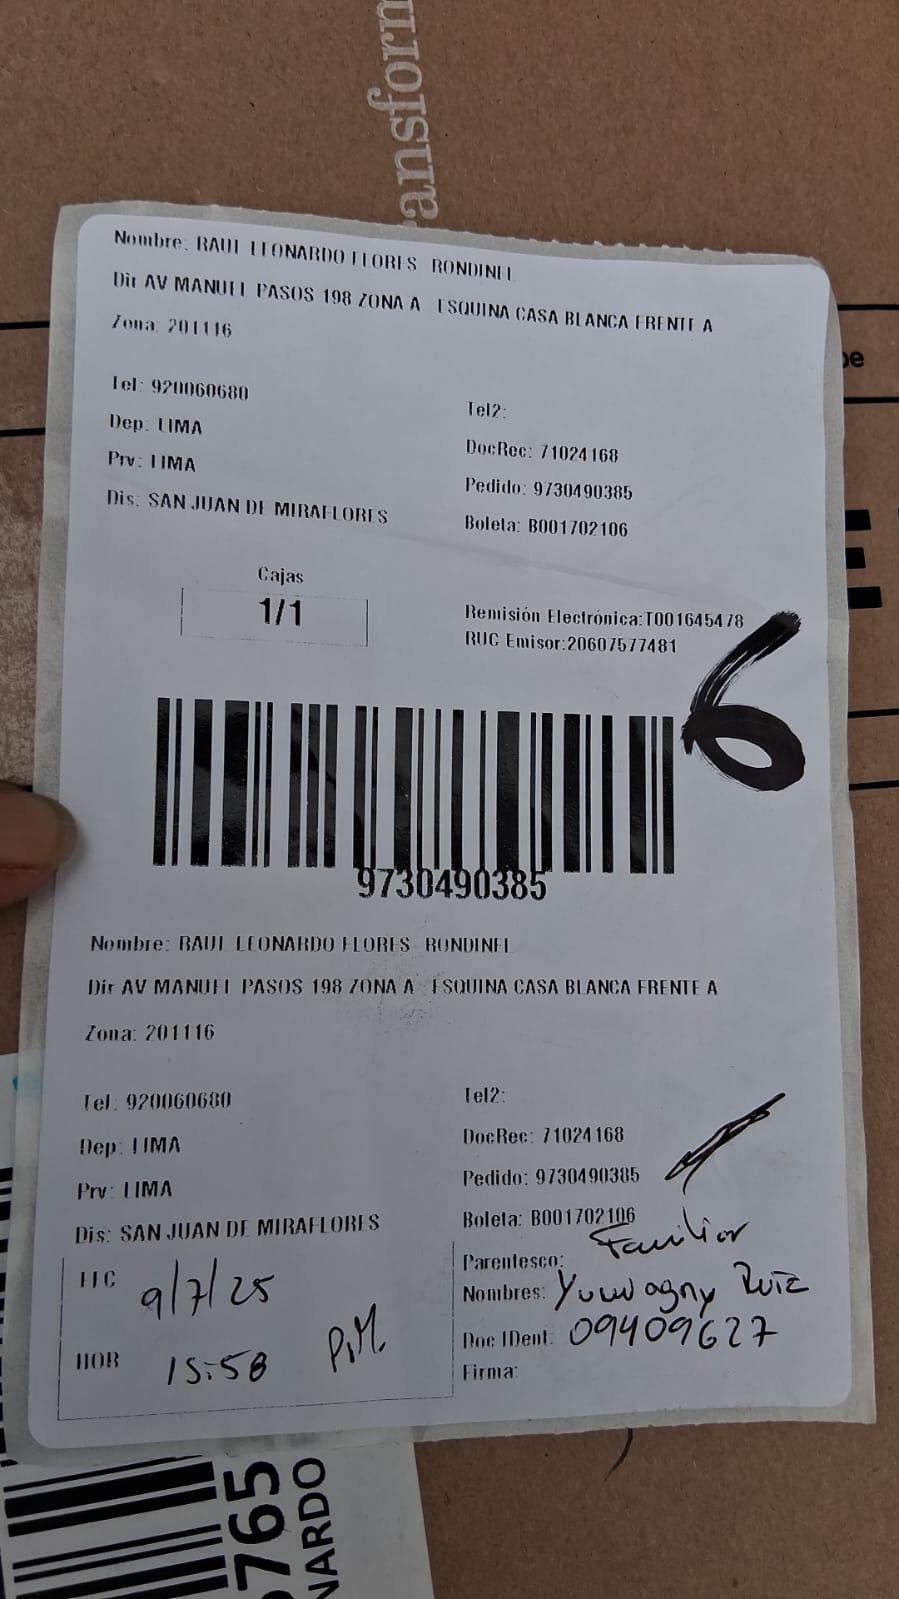 ansform
Nombre: RAUL LEONARDO FLORES RONDINEL
Dir AV MANUEL PASOS 198 ZONA A ESQUINA CASA BLANCA FRENTE A
Zona: 201116
Tel: 920060680
Tel2:
Dep: LIMA
DocRec: 71024168
Prv: LIMA
Pedido: 9730490385
Dis: SAN JUAN DE MIRAFLORES
Boleta: B001702106
Cajas
1/1
Remisión Electrónica:T001645478
RUC Emisor:20607577481
6
9730490385
Nombre: RAUL LEONARDO FLORES RONDINEL
Dir AV MANUEL PASOS 198 ZONA A ESQUINA CASA BLANCA FRENTE A
Zona: 201116
Tel: 920060680
Tel2:
Dep: LIMA
DocRec: 71024168
Prv: LIMA
Pedido: 9730490385
Dis: SAN JUAN DE MIRAFLORES
Boleta: B001702106
Parentesco: Familiar
FEC 9/7/25
Nombres: Ruiz
HOR 15:58 P.M.
Doc IDent: 09409627
Firma:
765
NARDO